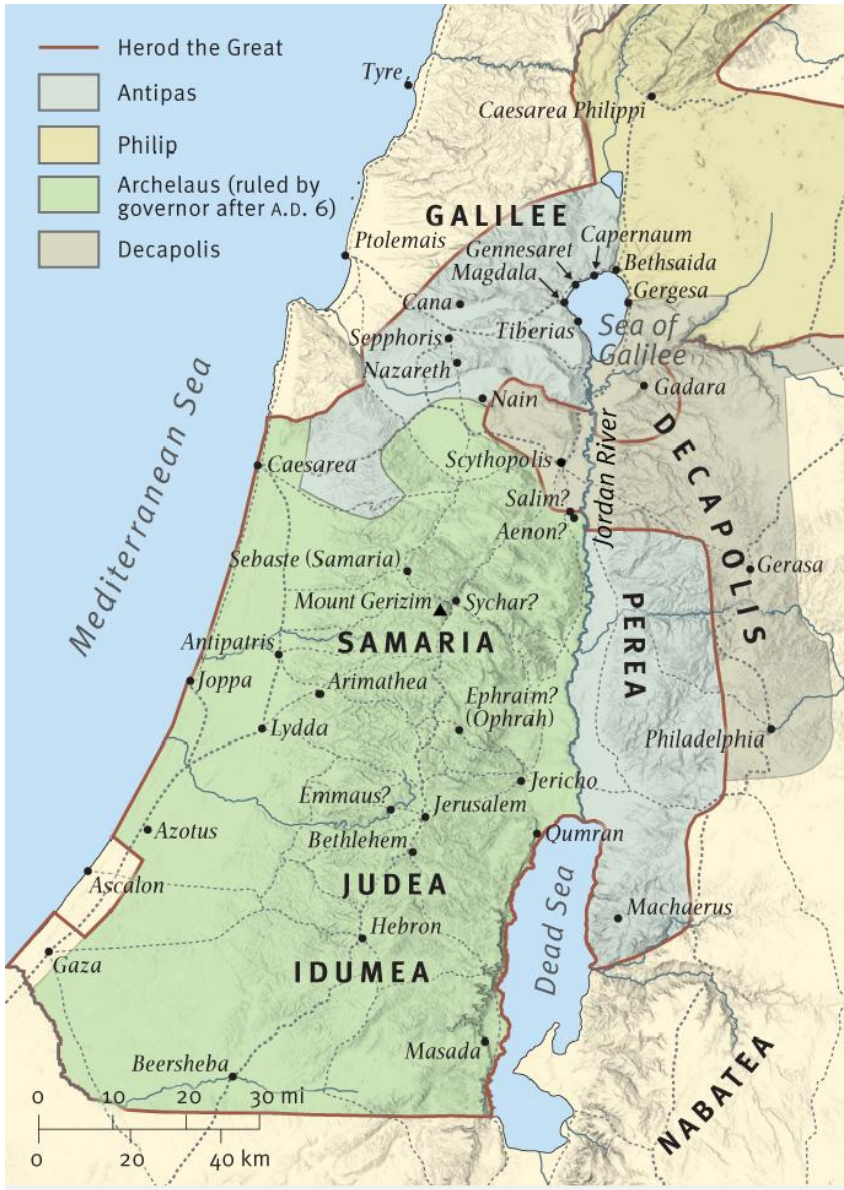 Herod the Great
Antipas
Philip
Archelaus (ruled by
governor after A.D. 6)
Decapolis
Tyre
Caesarea Philippi
GALILEE
Ptolemais
Capernaum
Gennesaret
Bethsaida
Magdala
Gergesa
Cana
Tiberias
Sea of
Galilee
Sepphoris
Nazareth
Gadara
Nain
Mediterranean Sea
DECAPOLIS
Caesarea
Scythopolis
Jordan River
Salim?
Aenon?
Sebaste (Samaria)
Gerasa
Mount Gerizim
Sychar?
PEREA
SAMARIA
Antipatris
Joppa
Arimathea
Ephraim?
(Ophrah)
Lydda
Philadelphia
Jericho
Emmaus?
Jerusalem
Azotus
Bethlehem
Qumran
Ascalon
JUDEA
Machaerus
Hebron
Dead Sea
Gaza
IDUMEA
Masada
Beersheba
NABATEA
0 10 20 30 mi
0 20 40 km